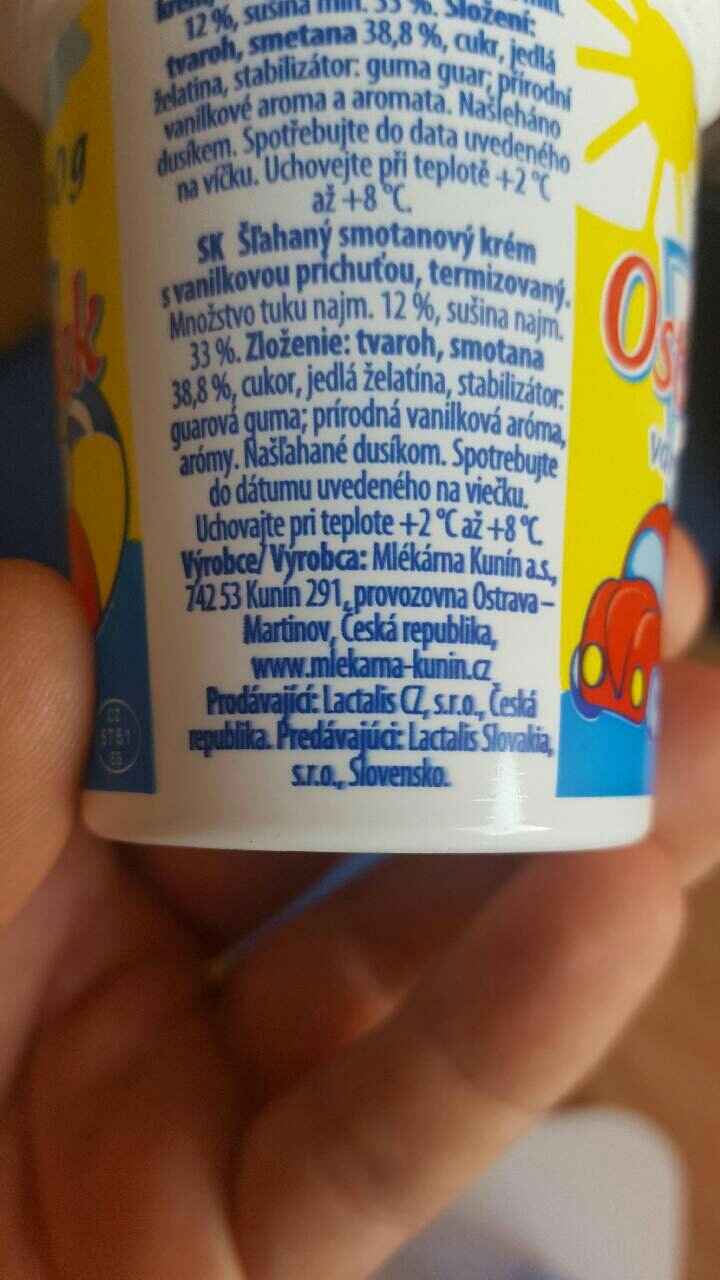 12 %, sušina min. 33 %. Složení:
tvaroh, smetana 38,8 %, cukr, jedlá
želatina, stabilizátor: guma guar; přírodní
vanilkové aroma a aromata. Našleháno
dusíkem. Spotřebujte do data uvedeného
na víčku. Uchovejte při teplotě +2 °C
až +8 °C.
SK Šľahaný smotanový krém
s vanilkovou príchuťou, termizovaný.
Množstvo tuku najm. 12 %, sušina najm.
33 %. Zloženie: tvaroh, smotana
38,8 %, cukor, jedlá želatína, stabilizátor:
guarová guma; prírodná vanilková aróma,
arómy. Našľahané dusíkom. Spotrebujte
do dátumu uvedeného na viečku.
Uchovajte pri teplote +2 °C až +8 °C.
Výrobce/ Výrobca: Mlékárna Kunín a.s.,
742 53 Kunín 291, provozovna Ostrava –
Martinov, Česká republika,
www.mlekarna-kunin.cz
Prodávající: Lactalis CZ, s.r.o., Česká
republika. Predávajúci: Lactalis Slovakia,
s.r.o., Slovensko.
CZ
5761
ES